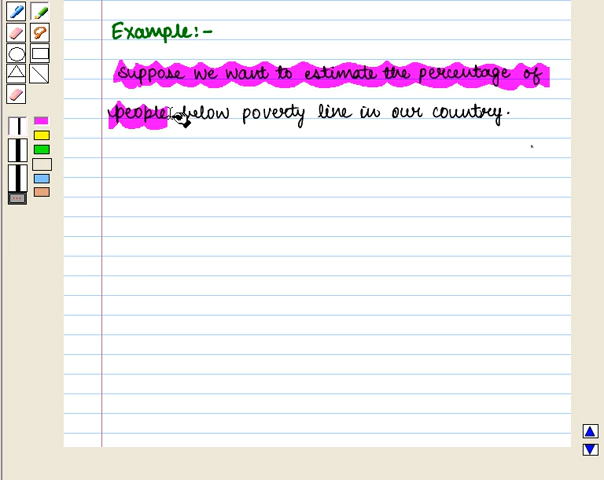 Example:-
Suppose we want to estimate the percentage of
people below poverty line in our country.